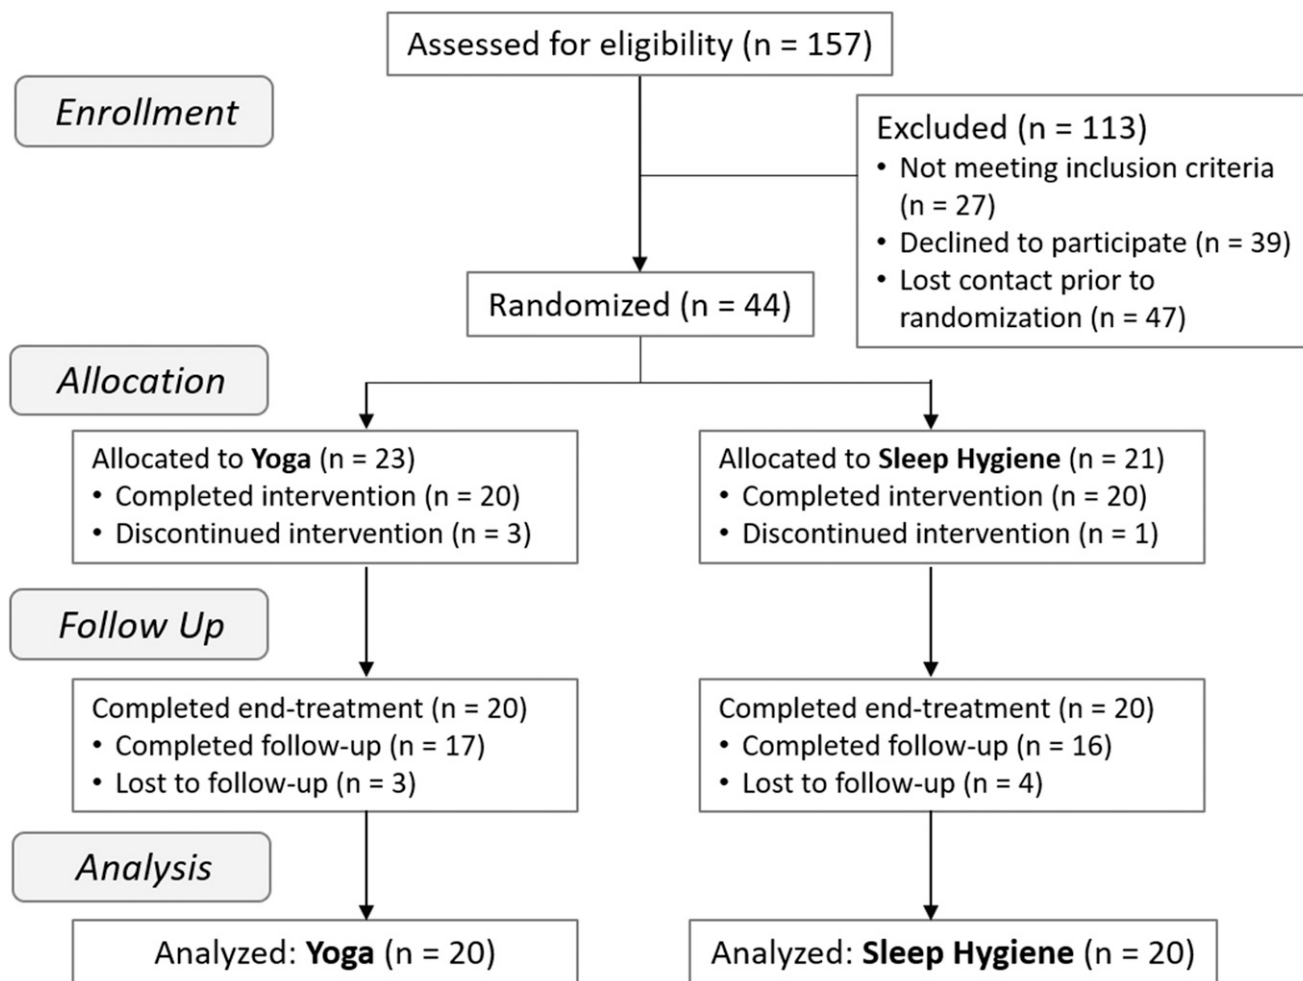 Assessed for eligibility (n = 157)
Enrollment
Excluded (n = 113)
• Not meeting inclusion criteria
(n = 27)
• Declined to participate (n = 39)
• Lost contact prior to
randomization (n = 47)
Randomized (n = 44)
Allocation
Allocated to Yoga (n = 23)
• Completed intervention (n = 20)
• Discontinued intervention (n = 3)
Allocated to Sleep Hygiene (n = 21)
• Completed intervention (n = 20)
• Discontinued intervention (n = 1)
Follow Up
Completed end-treatment (n = 20)
• Completed follow-up (n = 17)
• Lost to follow-up (n = 3)
Completed end-treatment (n = 20)
• Completed follow-up (n = 16)
• Lost to follow-up (n = 4)
Analysis
Analyzed: Yoga (n = 20)
Analyzed: Sleep Hygiene (n = 20)